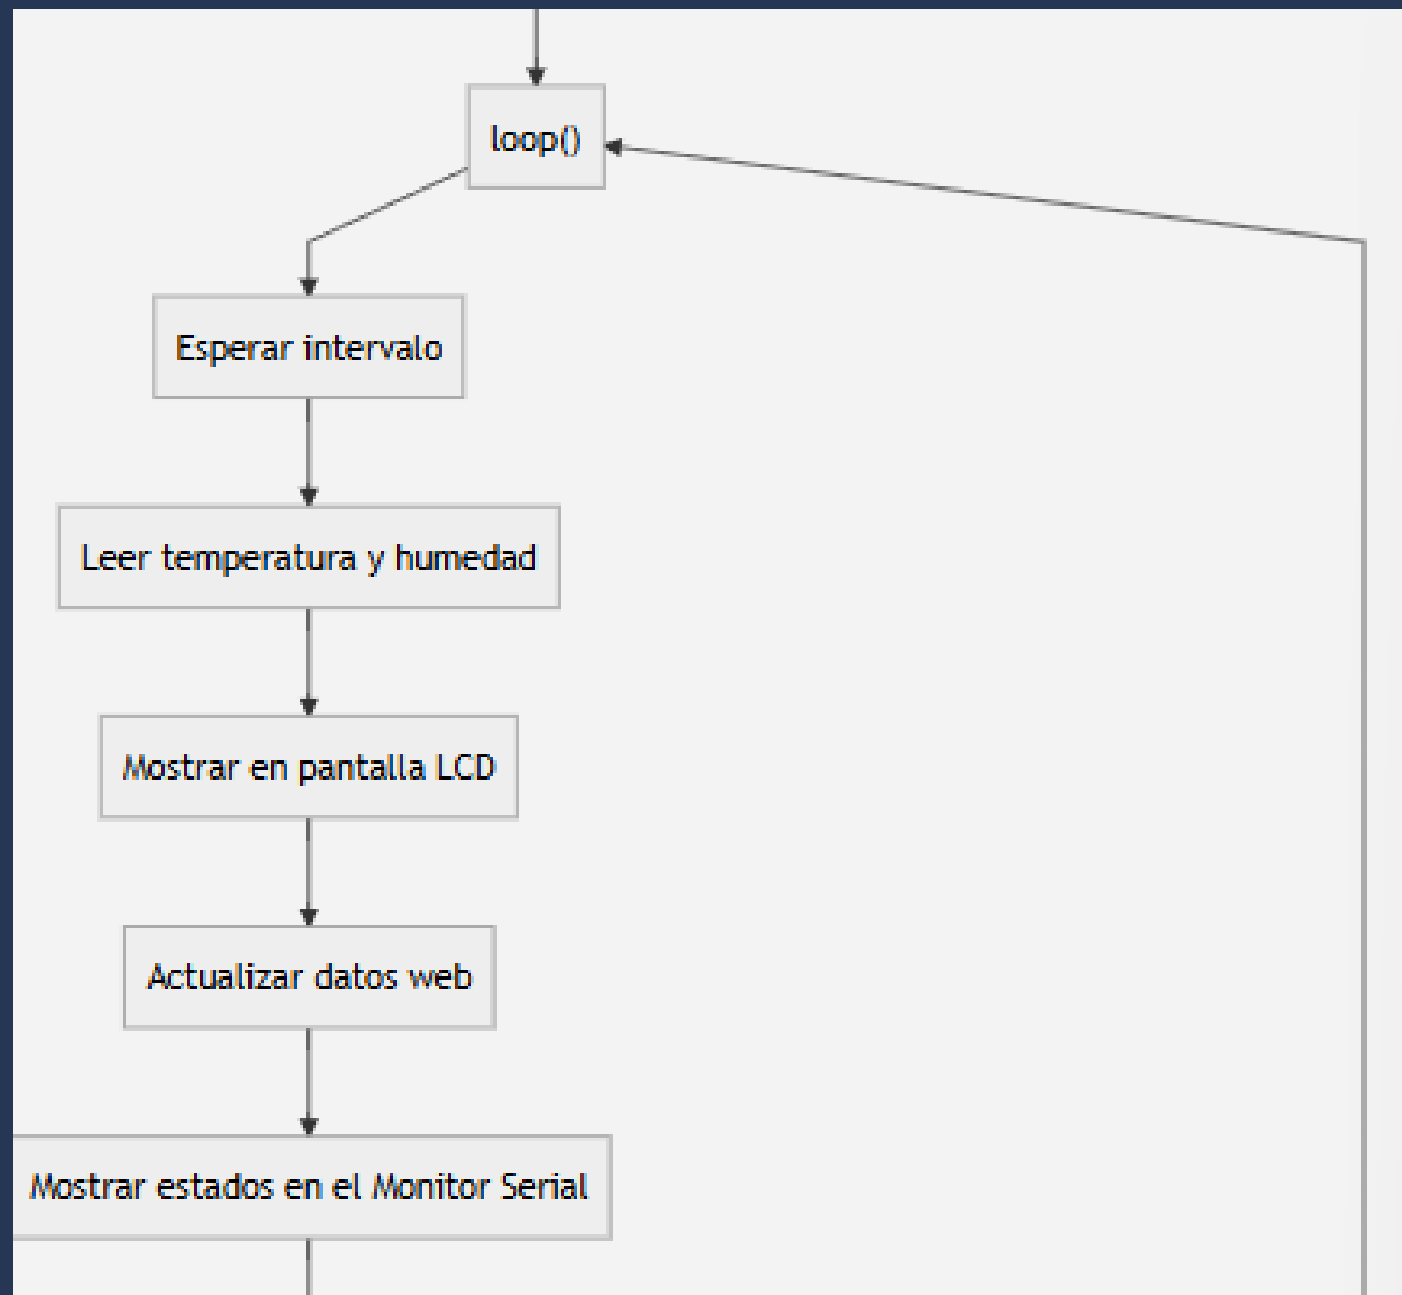 loop()
Esperar intervalo
Leer temperatura y humedad
Mostrar en pantalla LCD
Actualizar datos web
Mostrar estados en el Monitor Serial